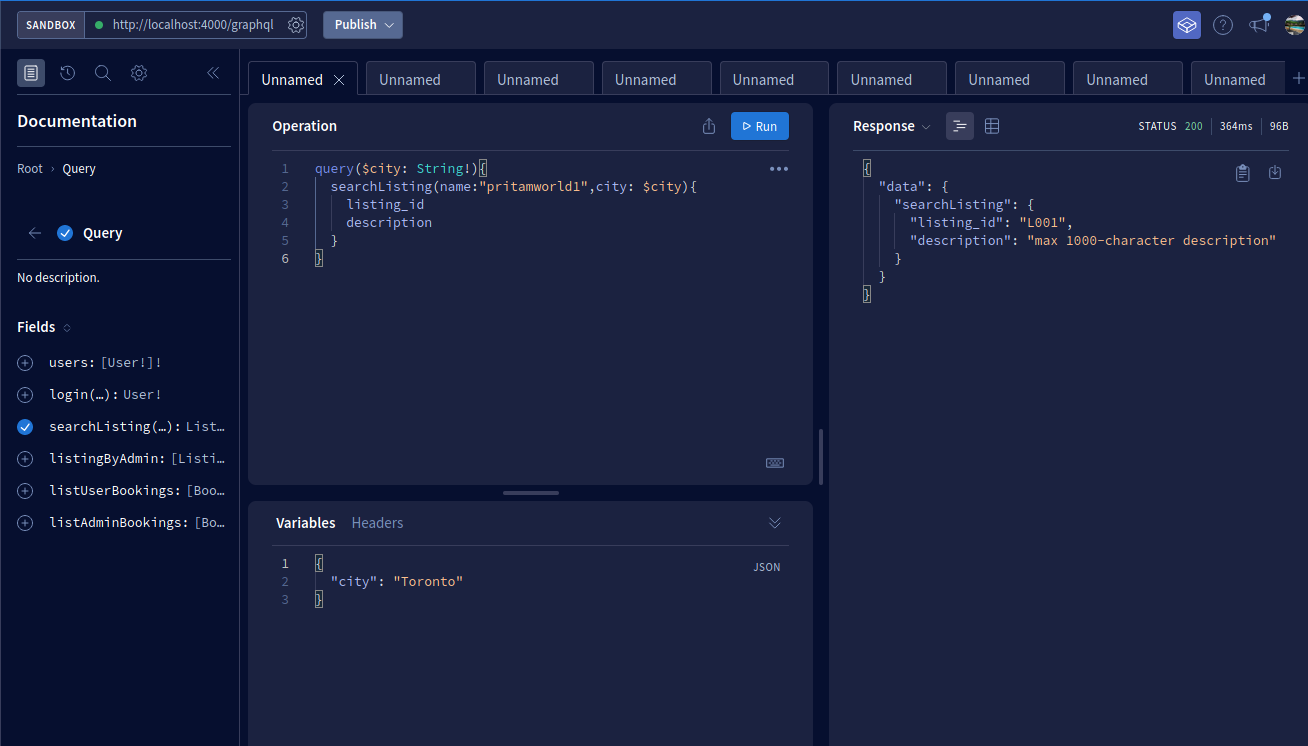 SANDBOX http://localhost:4000/graphql Publish
Documentation
Root › Query
Query
No description.
Fields
users: [User!]!
login(…): User!
searchListing(…): List…
listingByAdmin: [Listi…
listUserBookings: [Boo…
listAdminBookings: [Bo…
Unnamed Unnamed Unnamed Unnamed Unnamed Unnamed Unnamed Unnamed Unnamed
Operation
Run
1 query($city: String!){
2 searchListing(name:"pritamworld1",city: $city){
3 listing_id
4 description
5 }
6 }
Variables Headers
JSON
1 {
2 "city": "Toronto"
3 }
Response STATUS 200 364ms 96B
{
"data": {
"searchListing": {
"listing_id": "L001",
"description": "max 1000-character description"
}
}
}